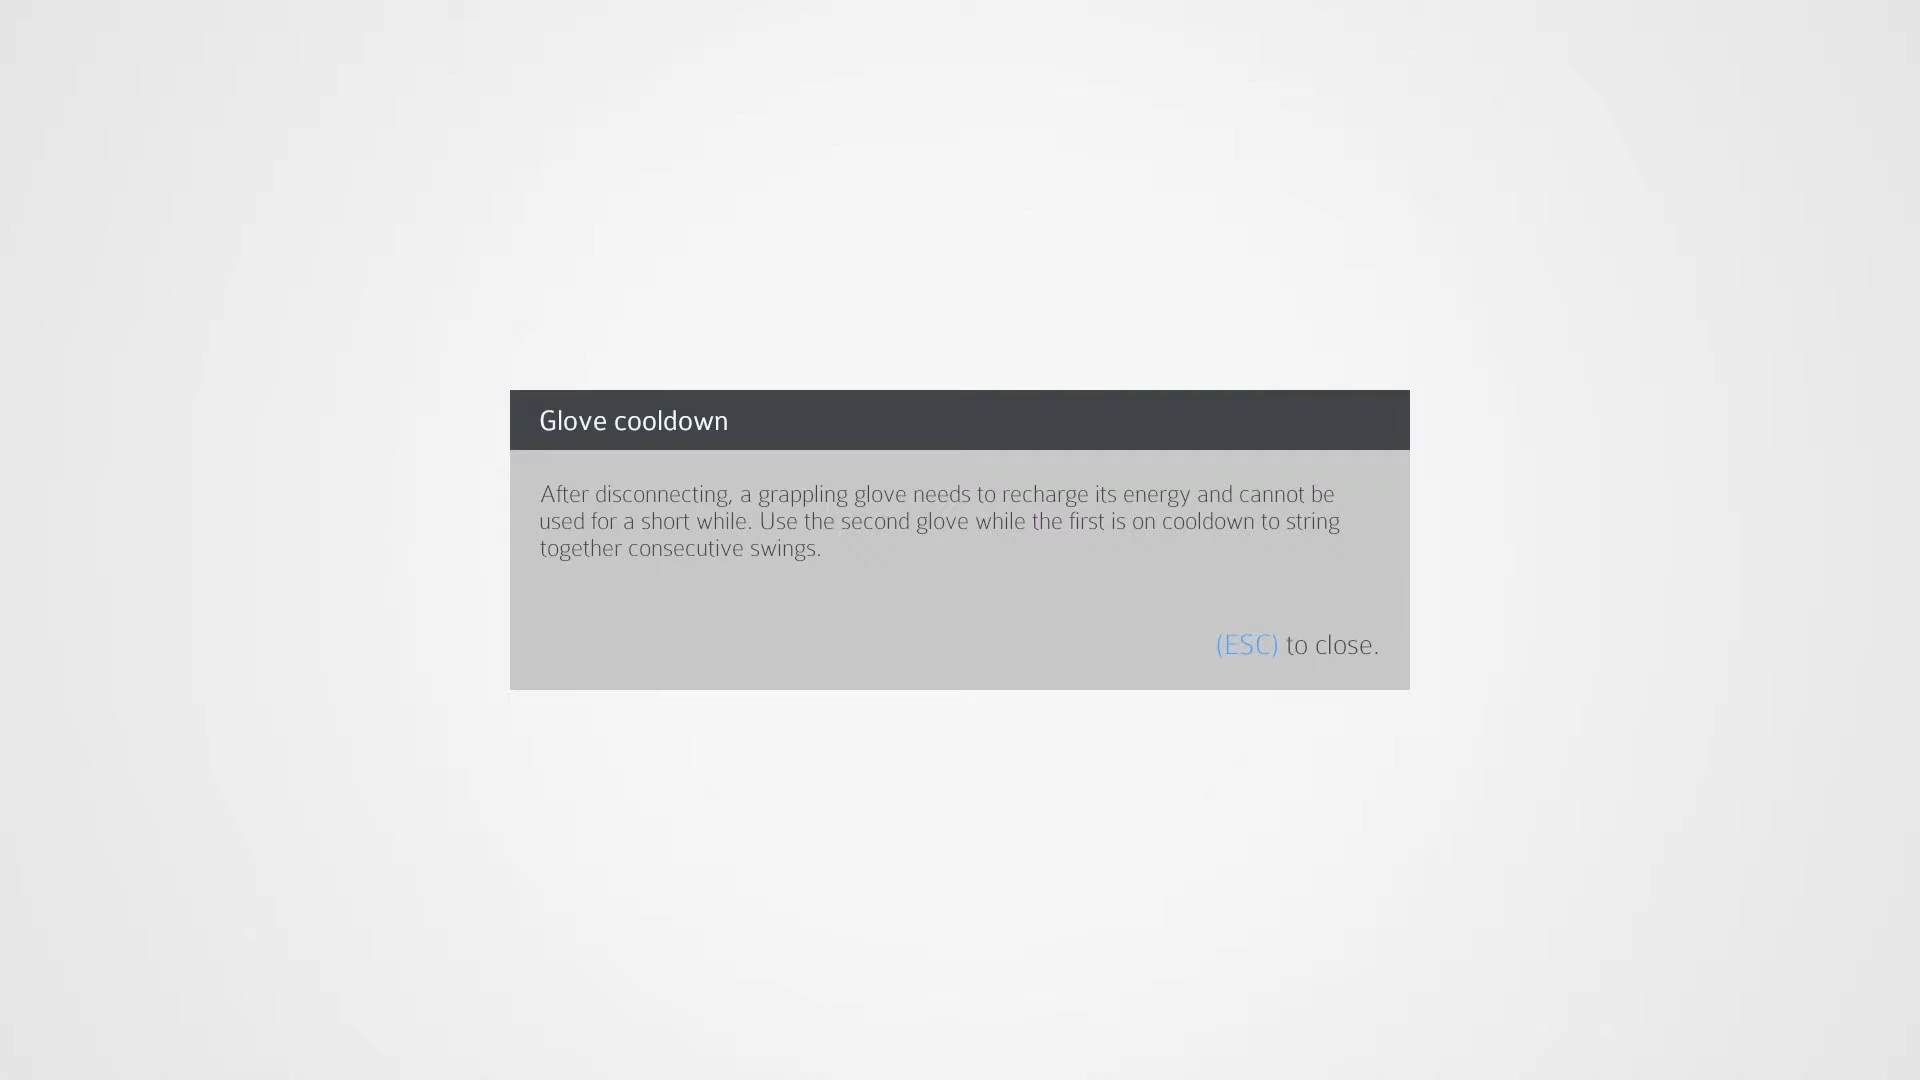 Glove cooldown
After disconnecting, a grappling glove needs to recharge its energy and cannot be
used for a short while. Use the second glove while the first is on cooldown to string
together consecutive swings.
(ESC) to close.